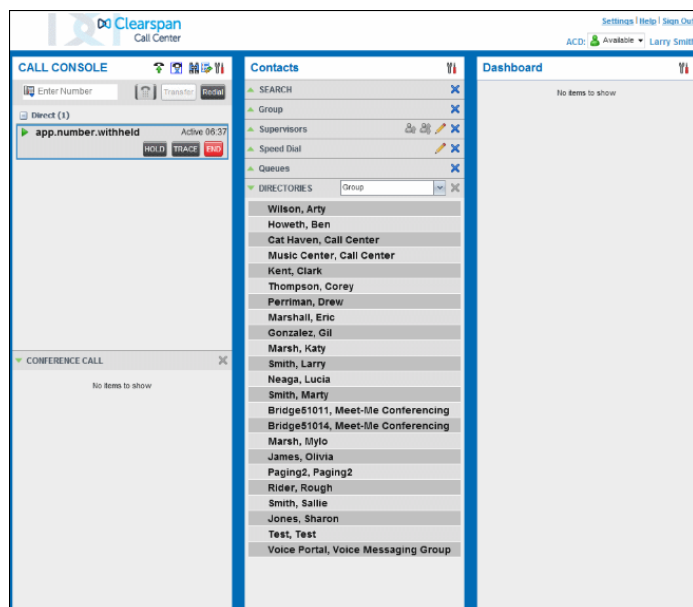 Clearspan
Call Center
Settings | Help | Sign Out
ACD: Available Larry Smith
CALL CONSOLE
Enter Number Transfer Redial
Direct (1)
app.number.withheld Active 06:37
HOLD TRACE END
CONFERENCE CALL
No items to show
Contacts
SEARCH
Group
Supervisors
Speed Dial
Queues
DIRECTORIES Group
Wilson, Arty
Howeth, Ben
Cat Haven, Call Center
Music Center, Call Center
Kent, Clark
Thompson, Corey
Perriman, Drew
Marshall, Eric
Gonzalez, Gil
Marsh, Katy
Smith, Larry
Neaga, Lucia
Smith, Marty
Bridge51011, Meet-Me Conferencing
Bridge51014, Meet-Me Conferencing
Marsh, Mylo
James, Olivia
Paging2, Paging2
Rider, Rough
Smith, Sallie
Jones, Sharon
Test, Test
Voice Portal, Voice Messaging Group
Dashboard
No items to show